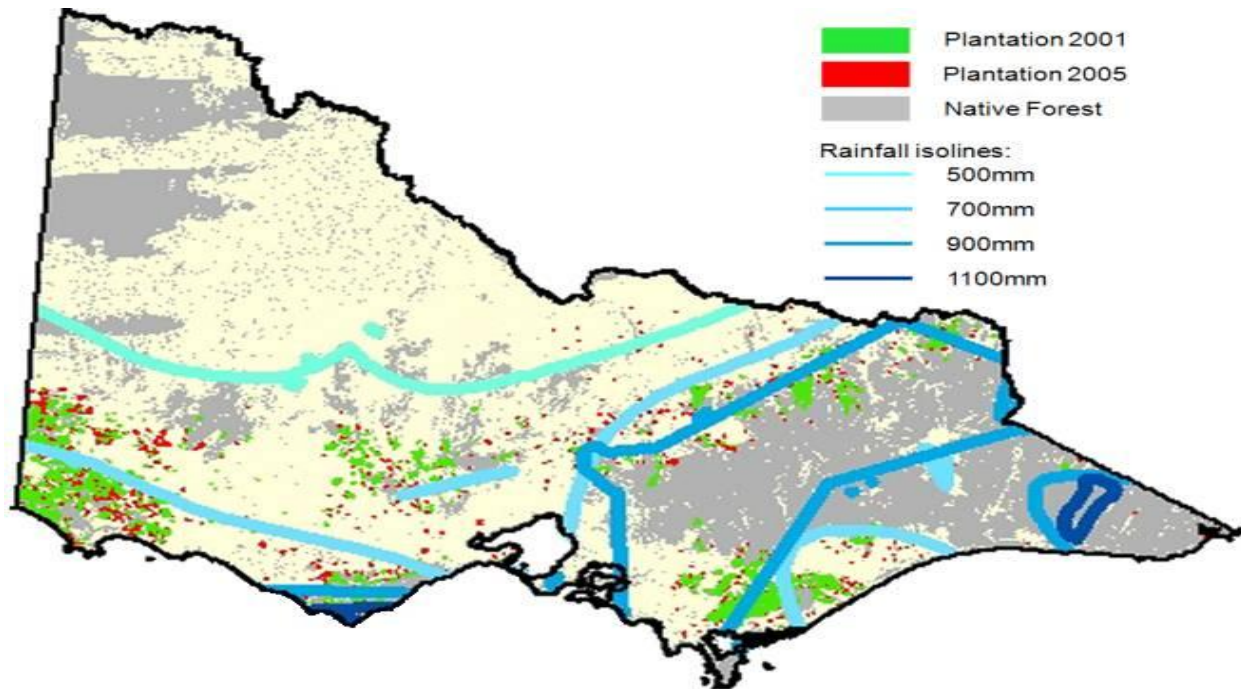 Plantation 2001
Plantation 2005
Native Forest
Rainfall isolines:
500mm
700mm
900mm
1100mm